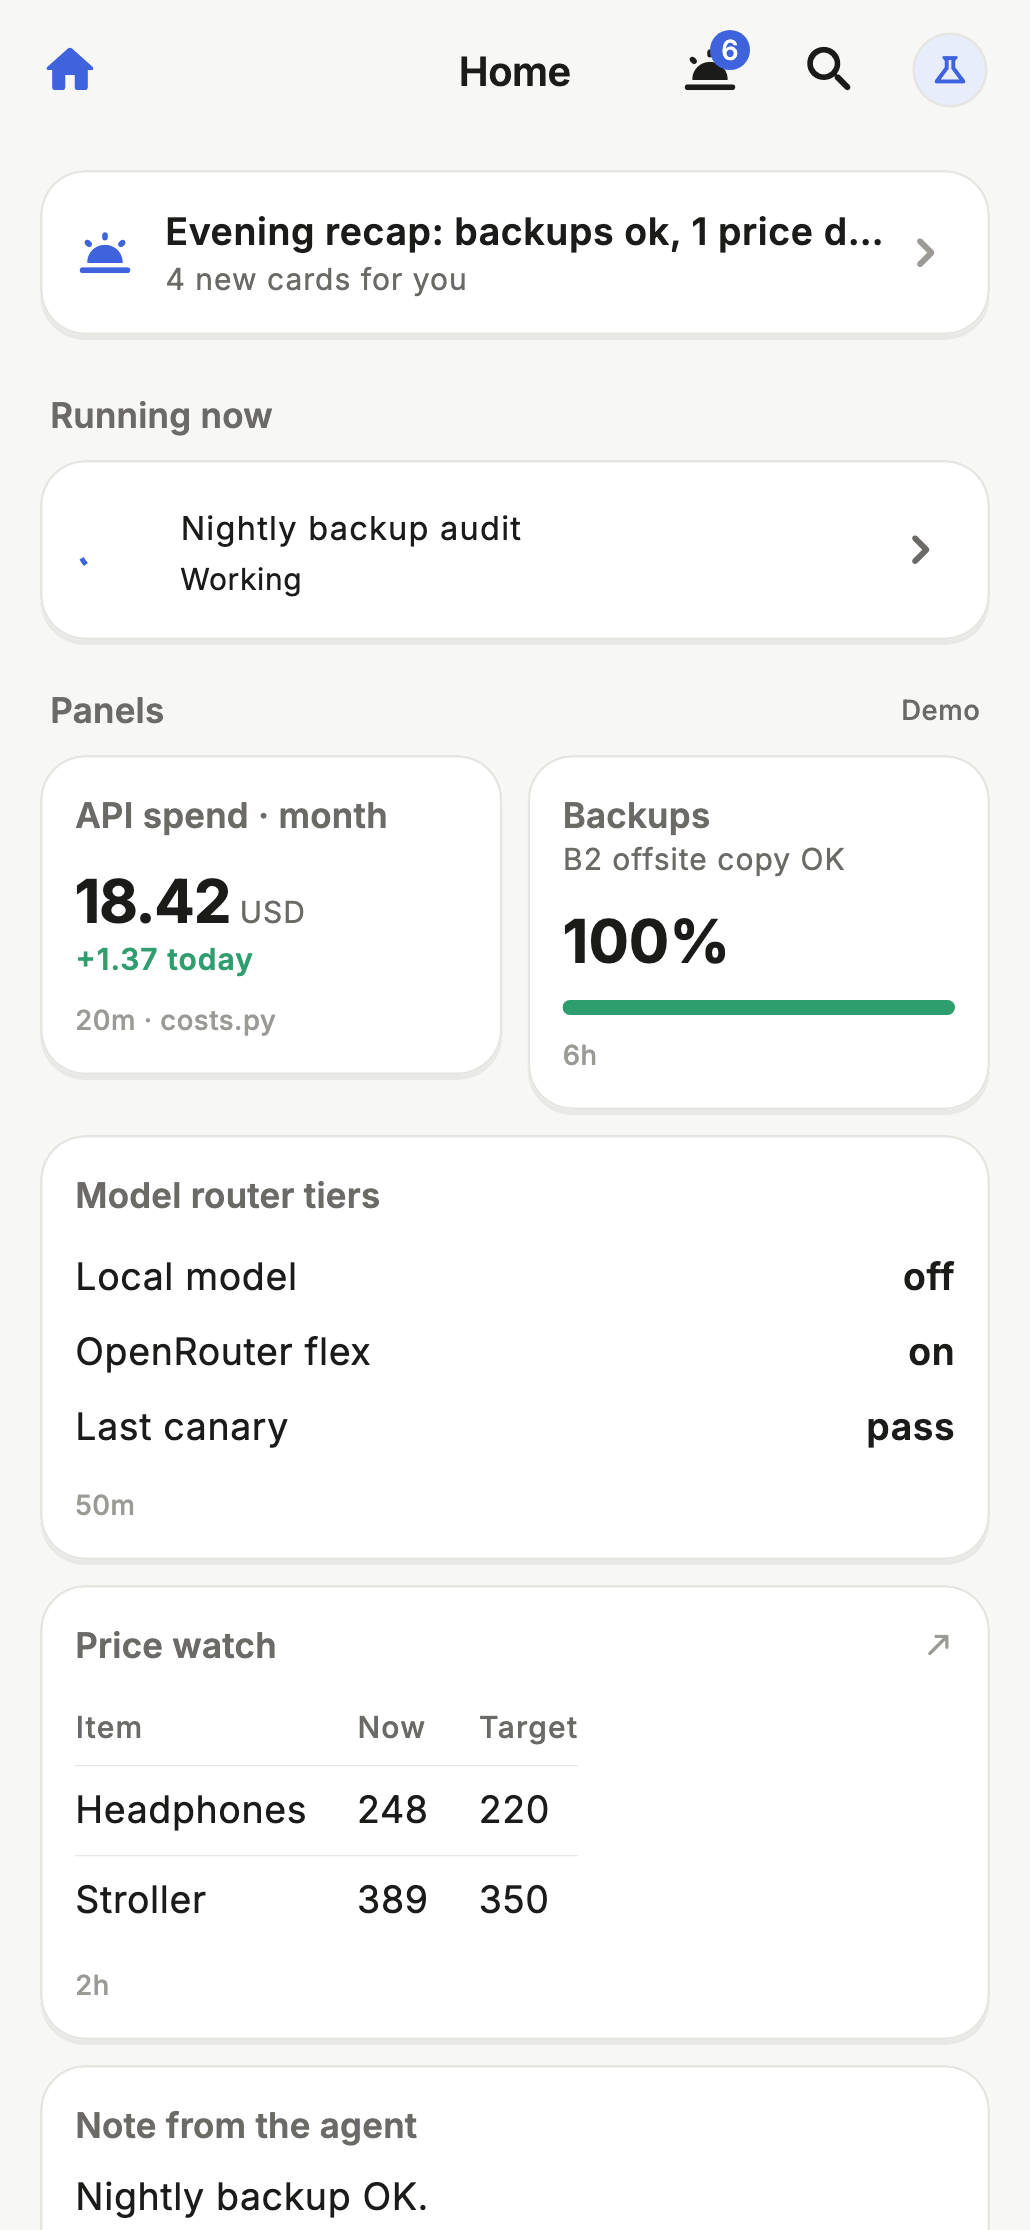 Home
6
Evening recap: backups ok, 1 price d...
4 new cards for you
Running now
Nightly backup audit
Working
Panels
Demo
API spend · month
18.42 USD
+1.37 today
20m · costs.py
Backups
B2 offsite copy OK
100%
6h
Model router tiers
Local model off
OpenRouter flex on
Last canary pass
50m
Price watch
Item Now Target
Headphones 248 220
Stroller 389 350
2h
Note from the agent
Nightly backup OK.